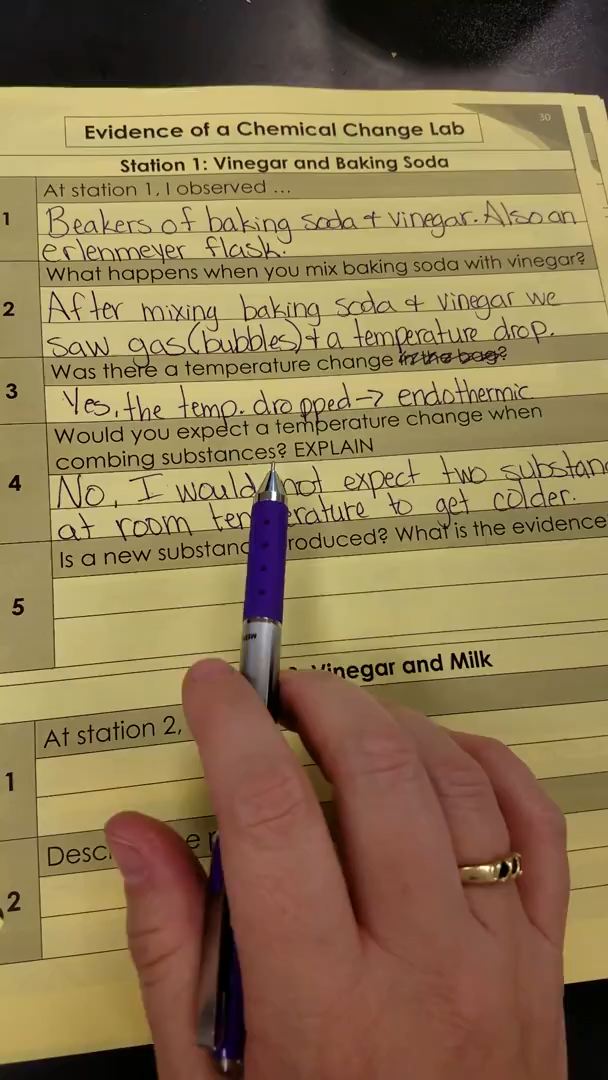 30
Evidence of a Chemical Change Lab
Station 1: Vinegar and Baking Soda
At station 1, I observed ...
1
Beakers of baking soda + vinegar. Also an
erlenmeyer flask.
What happens when you mix baking soda with vinegar?
2
After mixing baking soda + vinegar we
saw gas (bubbles) + a temperature drop.
Was there a temperature change in the bag?
3
Yes, the temp. dropped → endothermic
Would you expect a temperature change when
combing substances? EXPLAIN
4
No, I would not expect two substan
at room temperature to get colder.
Is a new substanc roduced? What is the evidence
5
Vinegar and Milk
At station 2,
1
Desc
2